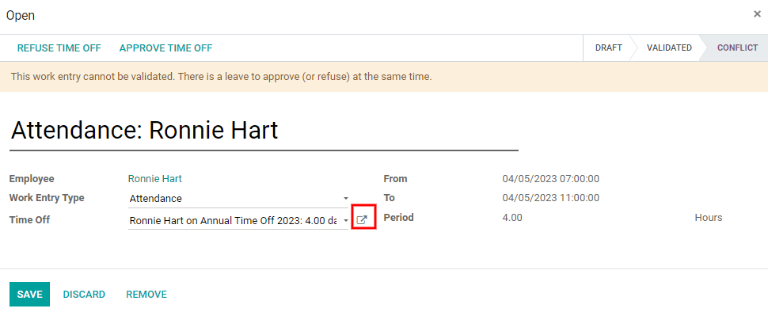 Open ×
REFUSE TIME OFF APPROVE TIME OFF DRAFT VALIDATED CONFLICT
This work entry cannot be validated. There is a leave to approve (or refuse) at the same time.
Attendance: Ronnie Hart
Employee Ronnie Hart From 04/05/2023 07:00:00
Work Entry Type Attendance To 04/05/2023 11:00:00
Time Off Ronnie Hart on Annual Time Off 2023: 4.00 da Period 4.00 Hours
SAVE DISCARD REMOVE